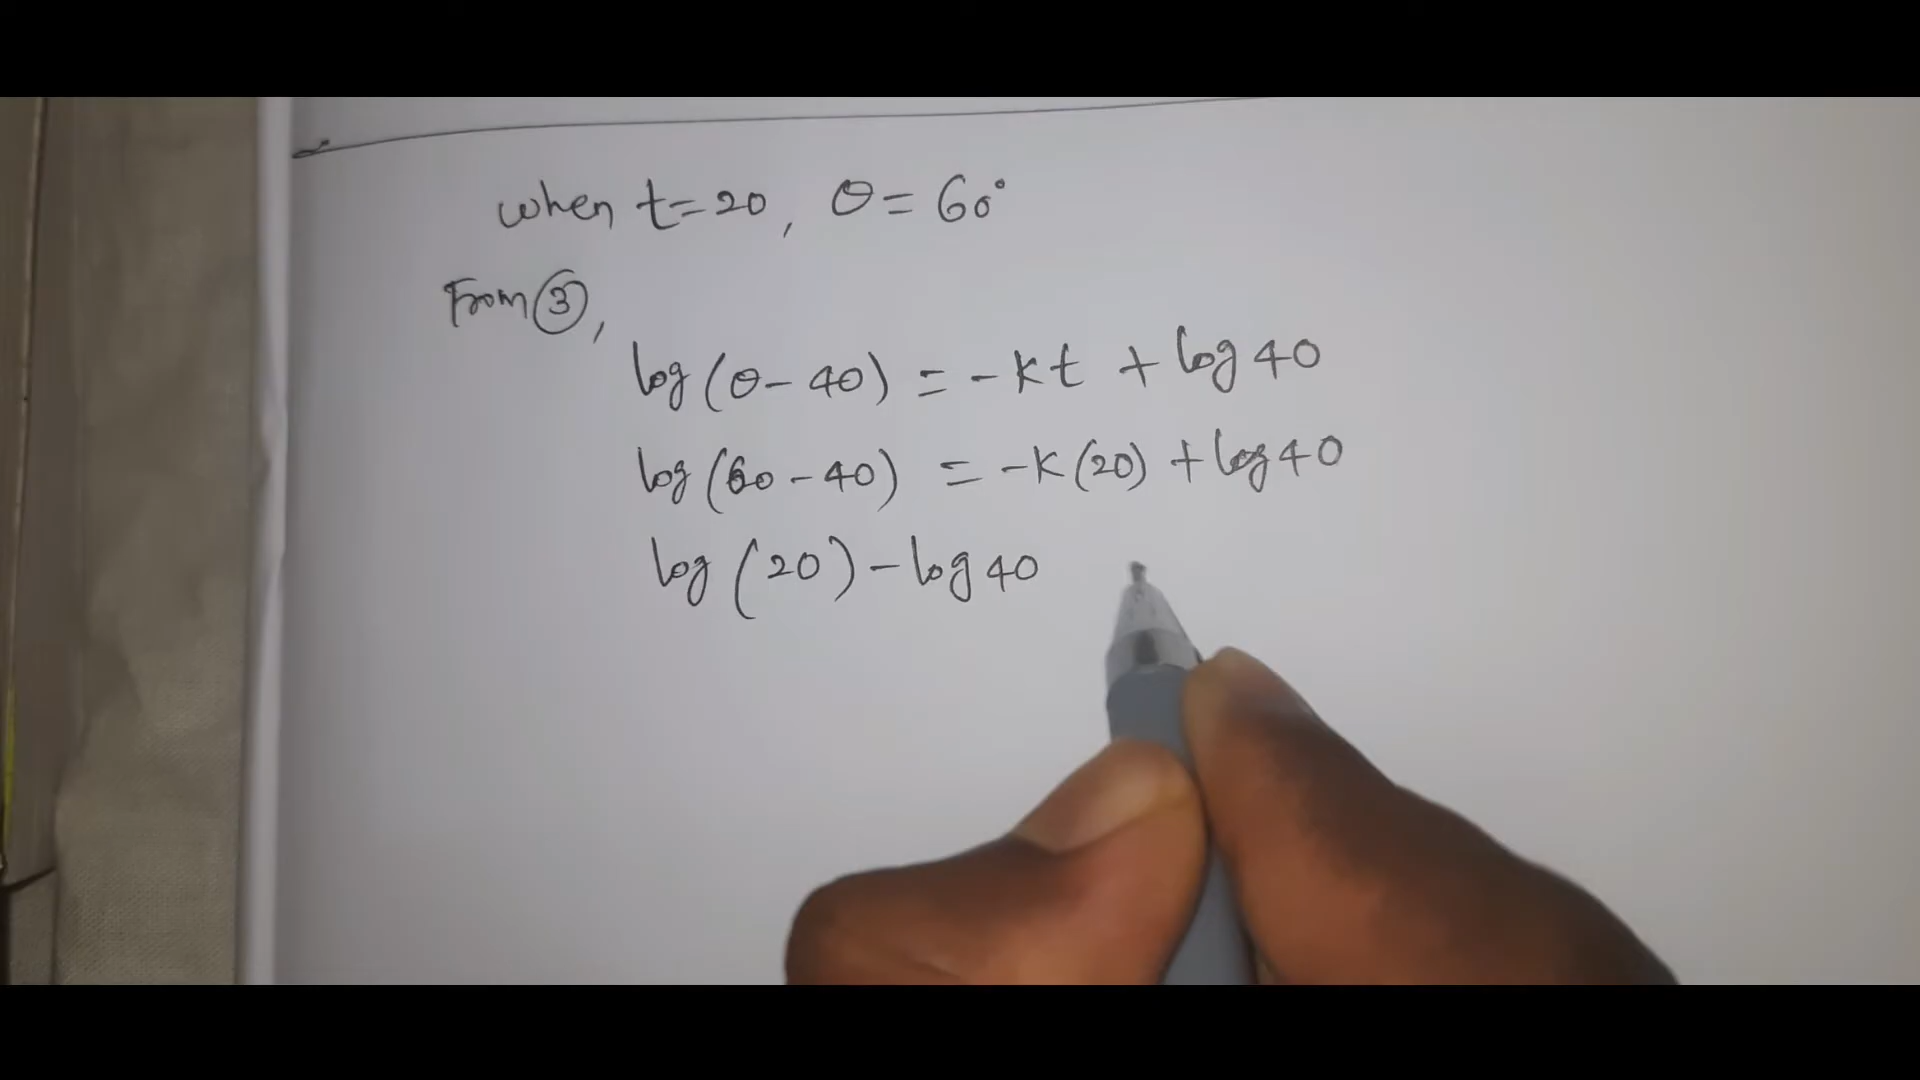 when t=20, θ= 60°
From ③,
log(θ-40) = -kt + log 40
log(60-40) = -k(20) + log 40
log(20) - log 40